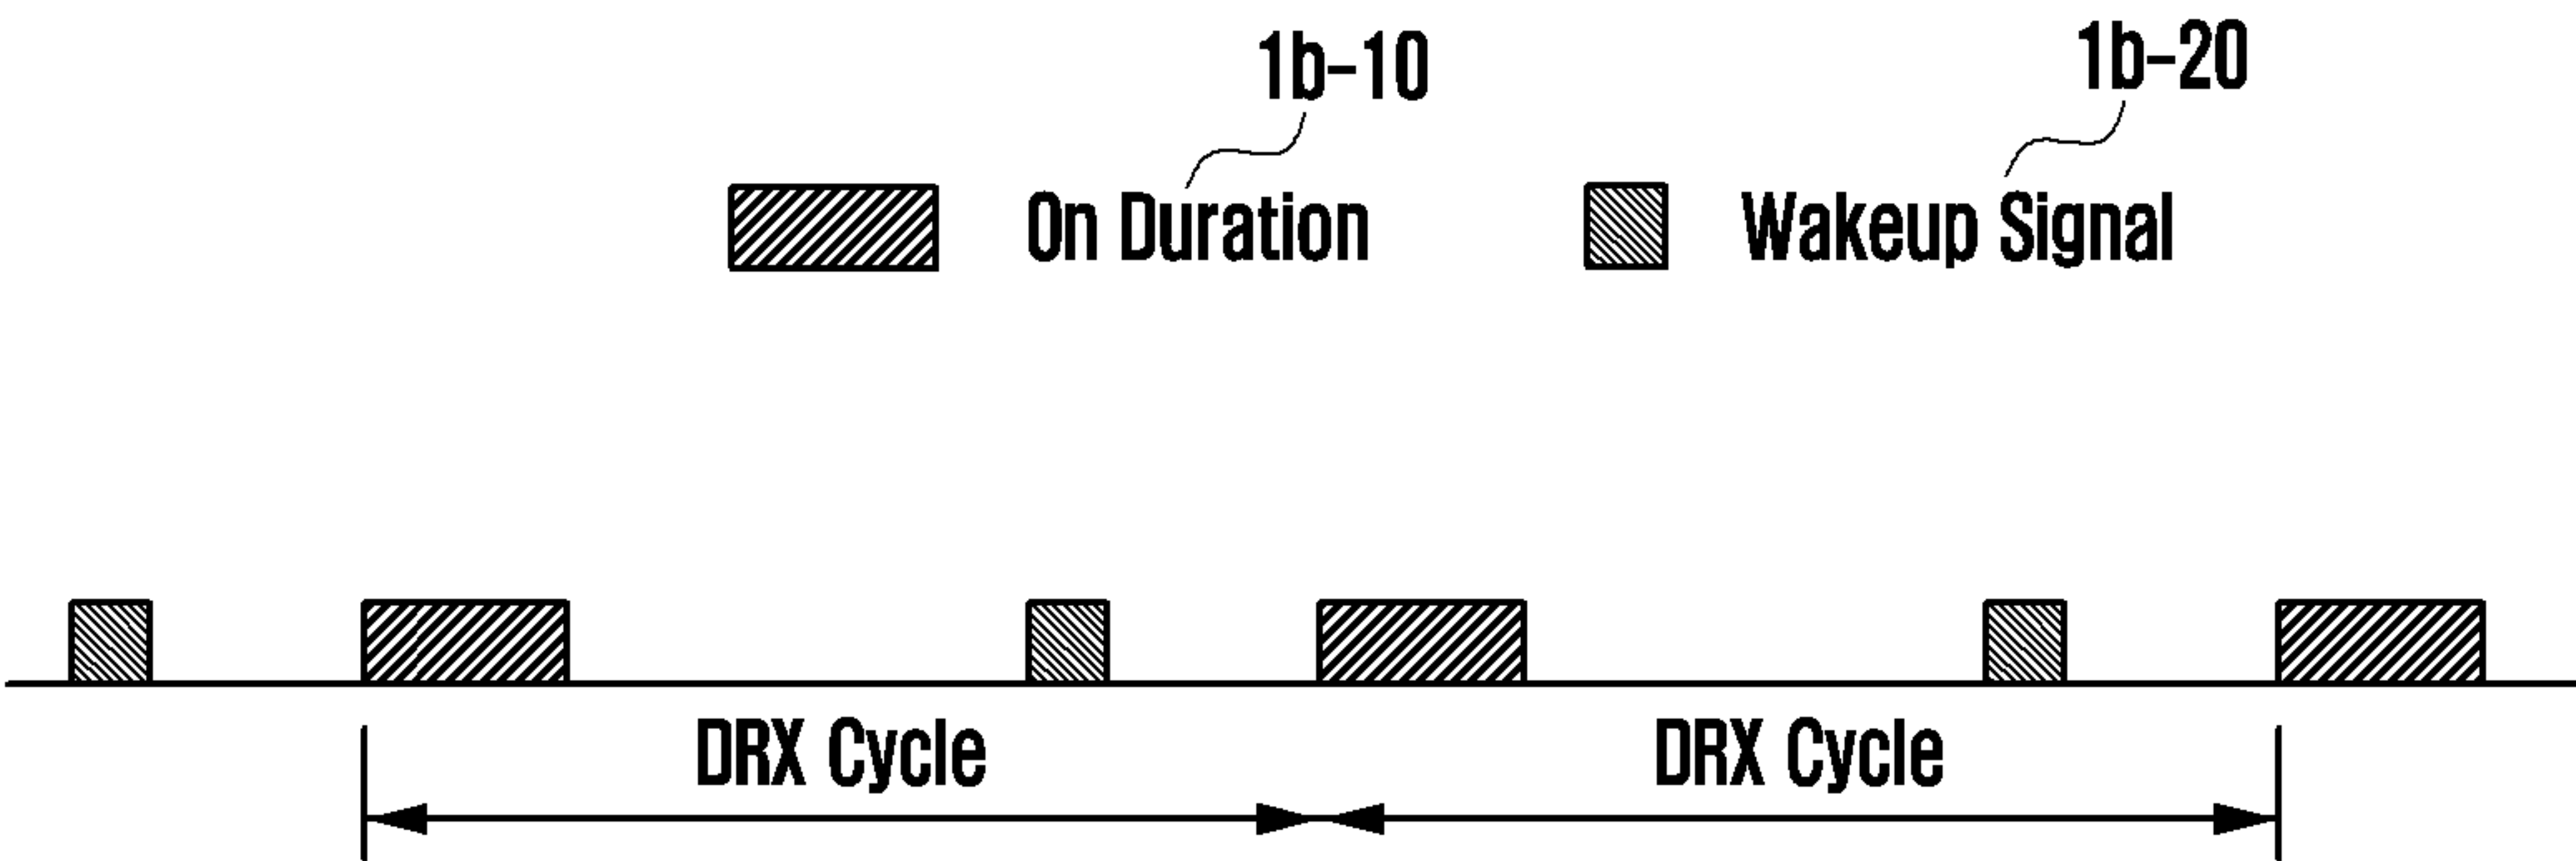 1b-10
1b-20
On Duration
Wakeup Signal
DRX Cycle
DRX Cycle